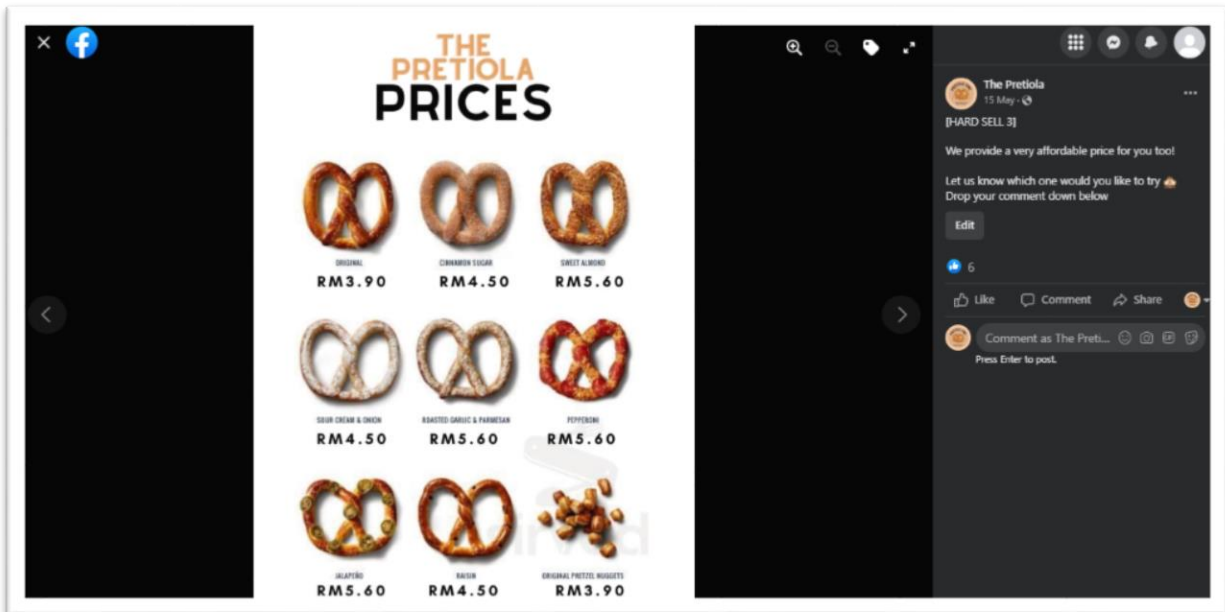 THE
PRETIOLA
PRICES
ORIGINAL
RM3.90
CINNAMON SUGAR
RM4.50
SWEET ALMOND
RM5.60
SOUR CREAM & ONION
RM4.50
ROASTED GARLIC & PARMESAN
RM5.60
PEPPERONI
RM5.60
JALAPEÑO
RM5.60
RAISIN
RM4.50
ORIGINAL PRETZEL NUGGETS
RM3.90
The Pretiola
15 May
[HARD SELL 3]
We provide a very affordable price for you too!
Let us know which one would you like to try
Drop your comment down below
Edit
6
Like Comment Share
Comment as The Preti...
Press Enter to post.